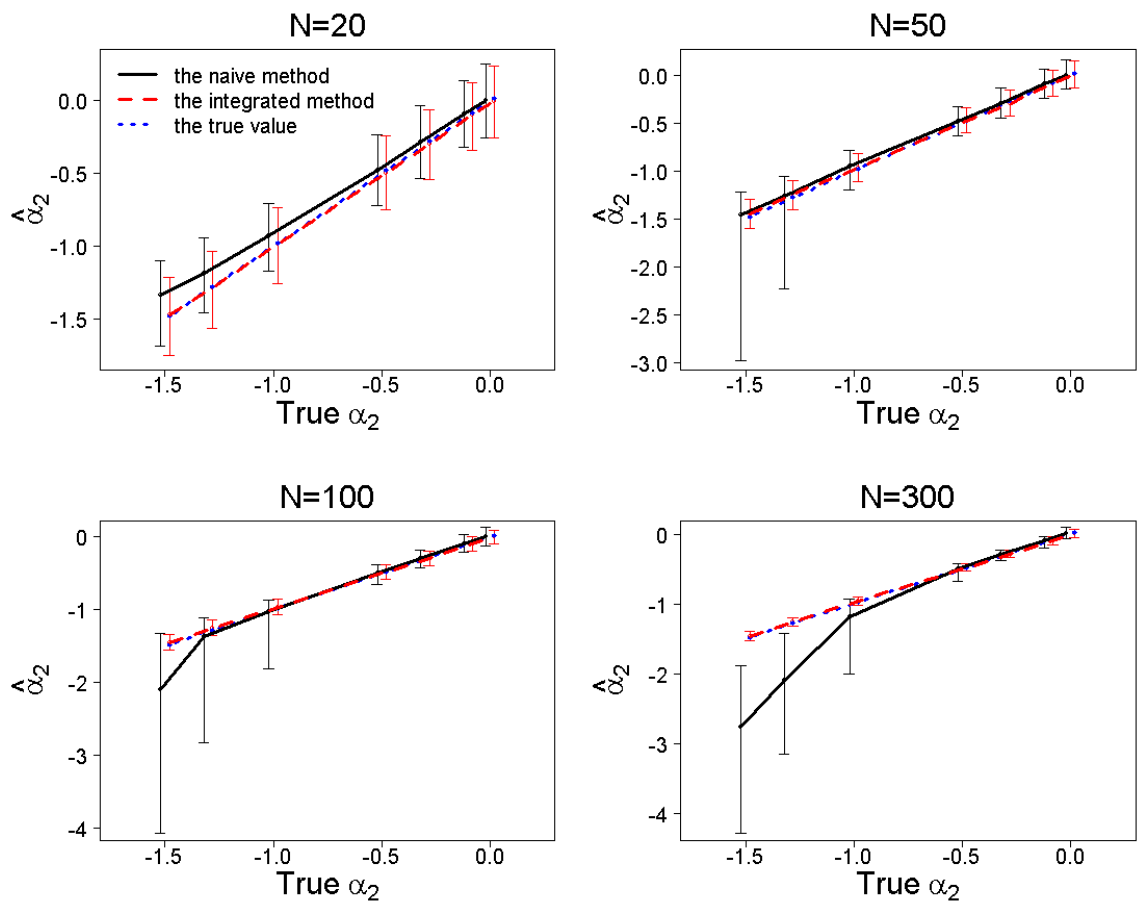 N=20
the naive method
the integrated method
the true value
0.0
-0.5
-1.0
-1.5
α̂₂
-1.5 -1.0 -0.5 0.0
True α₂
N=50
0.0
-0.5
-1.0
-1.5
-2.0
-2.5
-3.0
α̂₂
-1.5 -1.0 -0.5 0.0
True α₂
N=100
0
-1
-2
-3
-4
α̂₂
-1.5 -1.0 -0.5 0.0
True α₂
N=300
0
-1
-2
-3
-4
α̂₂
-1.5 -1.0 -0.5 0.0
True α₂